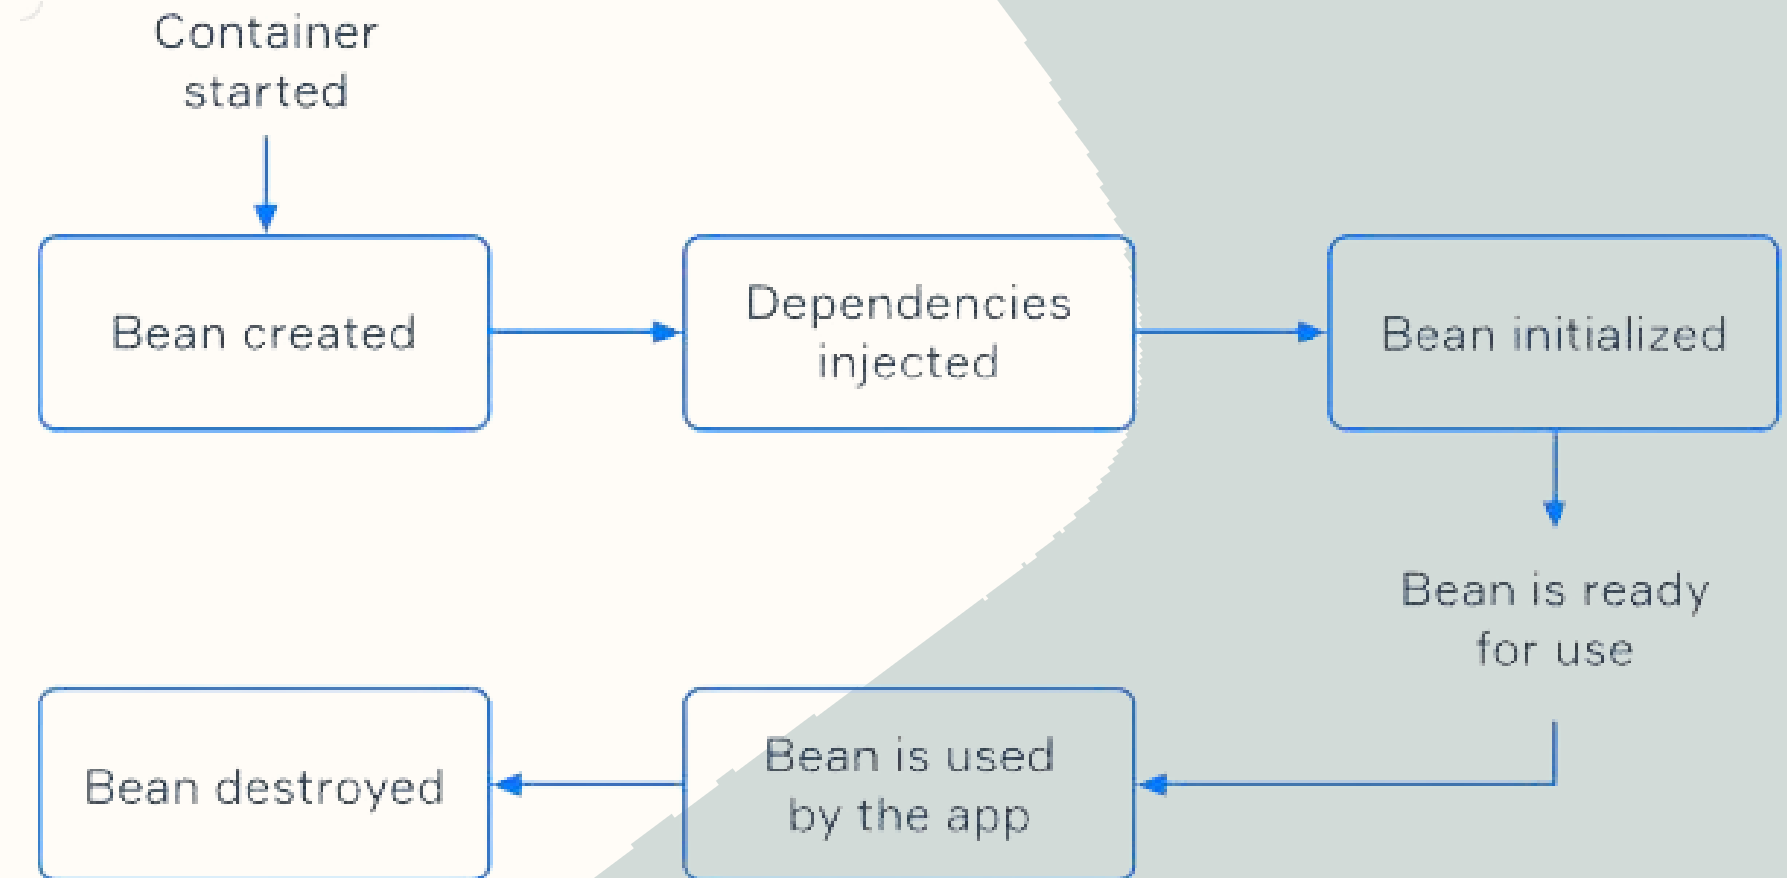 Container
started
Bean created
Dependencies
injected
Bean initialized
Bean is ready
for use
Bean is used
by the app
Bean destroyed